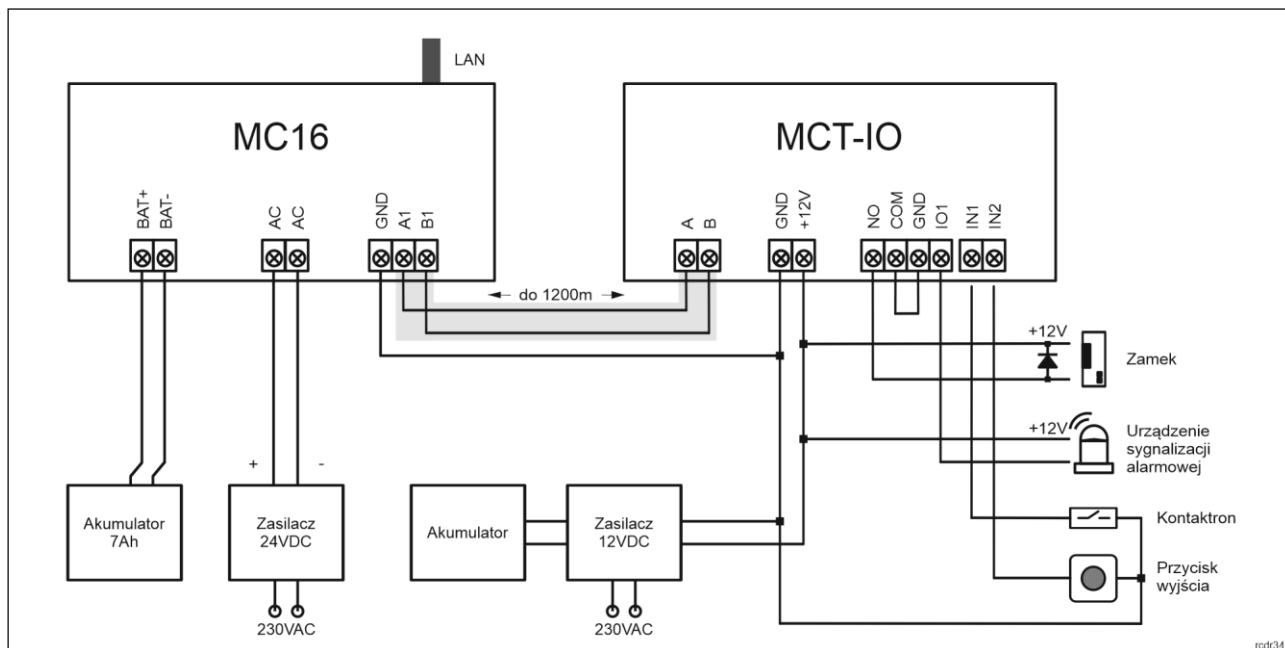 LAN
MC16
MCT-IO
BAT+
BAT-
AC
AC
GND
A1
B1
A
B
GND
+12V
NO
COM
GND
IO1
IN1
IN2
do 1200m
+12V
Zamek
+12V
Urządzenie
sygnalizacji
alarmowej
+
-
Akumulator
7Ah
Zasilacz
24VDC
Akumulator
Zasilacz
12VDC
Kontaktron
Przycisk
wyjścia
230VAC
230VAC
rcdr34